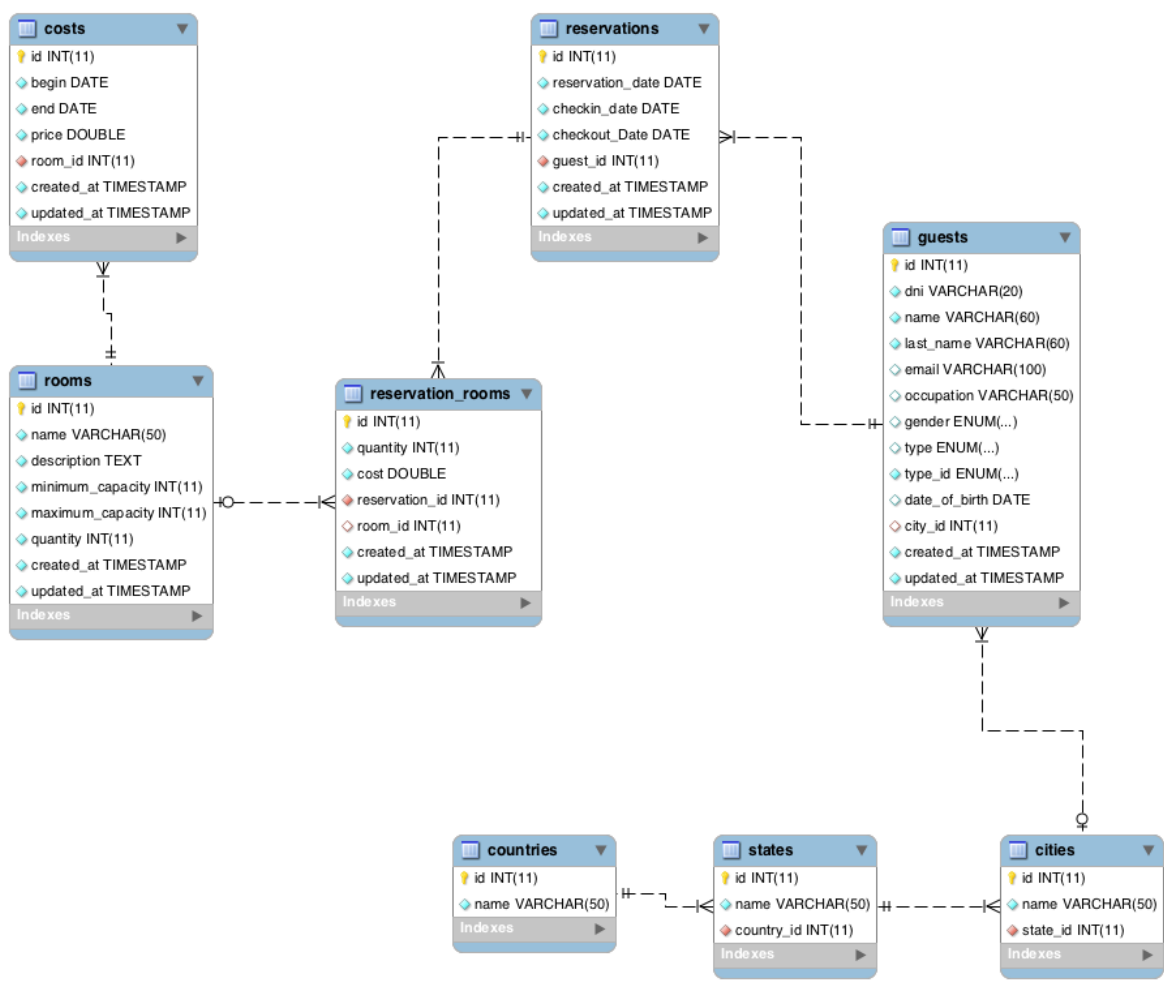 costs
id INT(11)
begin DATE
end DATE
price DOUBLE
room_id INT(11)
created_at TIMESTAMP
updated_at TIMESTAMP
Indexes
reservations
id INT(11)
reservation_date DATE
checkin_date DATE
checkout_Date DATE
guest_id INT(11)
created_at TIMESTAMP
updated_at TIMESTAMP
Indexes
guests
id INT(11)
dni VARCHAR(20)
name VARCHAR(60)
last_name VARCHAR(60)
email VARCHAR(100)
occupation VARCHAR(50)
gender ENUM(...)
type ENUM(...)
type_id ENUM(...)
date_of_birth DATE
city_id INT(11)
created_at TIMESTAMP
updated_at TIMESTAMP
Indexes
rooms
id INT(11)
name VARCHAR(50)
description TEXT
minimum_capacity INT(11)
maximum_capacity INT(11)
quantity INT(11)
created_at TIMESTAMP
updated_at TIMESTAMP
Indexes
reservation_rooms
id INT(11)
quantity INT(11)
cost DOUBLE
reservation_id INT(11)
room_id INT(11)
created_at TIMESTAMP
updated_at TIMESTAMP
Indexes
countries
id INT(11)
name VARCHAR(50)
Indexes
states
id INT(11)
name VARCHAR(50)
country_id INT(11)
Indexes
cities
id INT(11)
name VARCHAR(50)
state_id INT(11)
Indexes